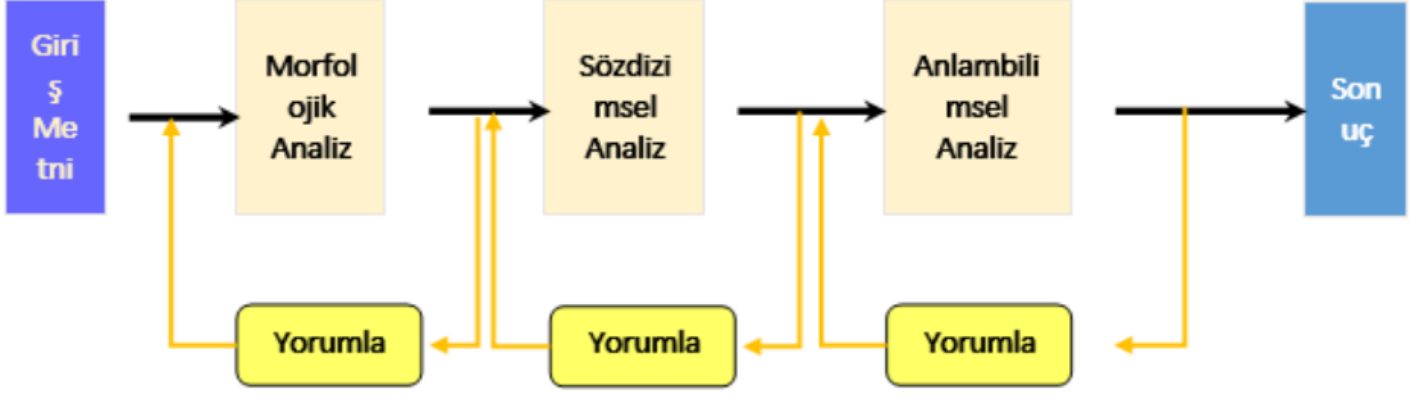 Giri
ş
Me
tni
Morfol
ojik
Analiz
Sözdizi
msel
Analiz
Anlambili
msel
Analiz
Son
uç
Yorumla
Yorumla
Yorumla